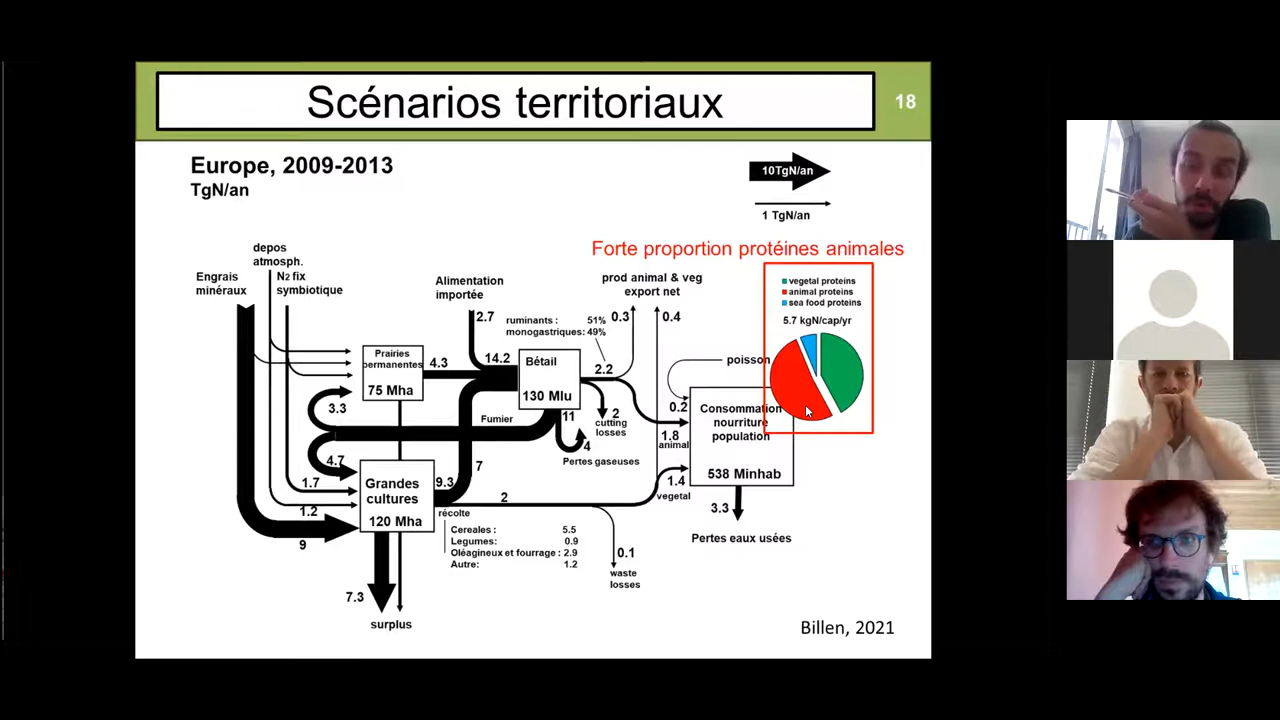 Scénarios territoriaux
18
Europe, 2009-2013
TgN/an
10TgN/an
1 TgN/an
Forte proportion protéines animales
depos
atmosph.
Engrais
minéraux
N2 fix
symbiotique
Alimentation
importée
prod animal & veg
export net
vegetal proteins
animal proteins
sea food proteins
5.7 kgN/cap/yr
2.7
ruminants : 51%
monogastriques: 49%
0.3
0.4
Prairies
permanentes
75 Mha
4.3
14.2
Bétail
130 Mlu
2.2
poisson
3.3
Fumier
11
4
2
cutting
losses
Pertes gaseuses
0.2
1.8
animal
Consommation
nourriture
population
538 Minhab
4.7
7
1.7
1.2
9
Grandes
cultures
120 Mha
9.3
récolte
2
1.4
vegetal
3.3
Pertes eaux usées
Cereales : 5.5
Legumes: 0.9
Oléagineux et fourrage : 2.9
Autre: 1.2
0.1
waste
losses
7.3
surplus
Billen, 2021